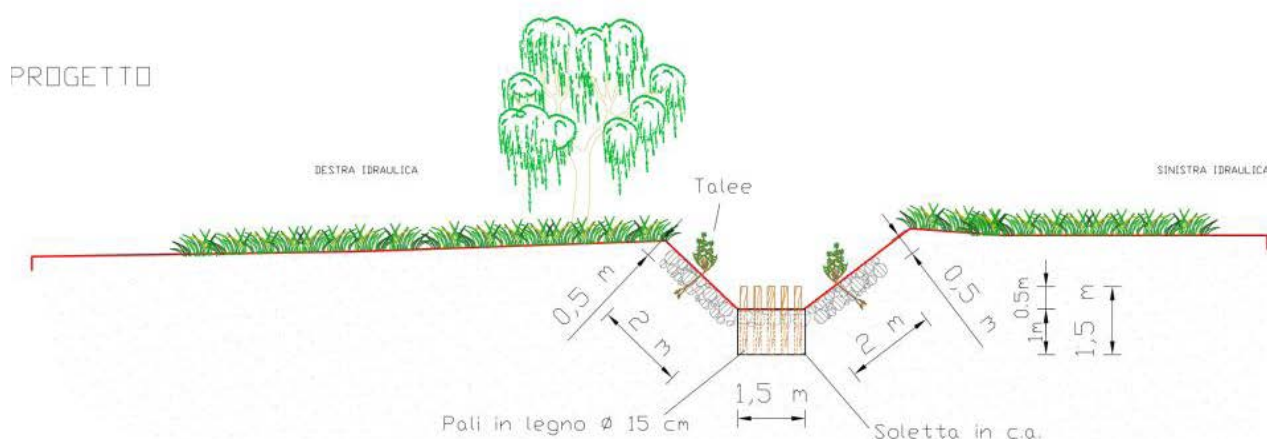 PROGETTO
DESTRA IDRAULICA
SINISTRA IDRAULICA
Talee
0,5 m
2 m
2 m
0,5 m
0.5m
1m
1,5 m
1,5 m
Pali in legno Ø 15 cm
Soletta in c.a.